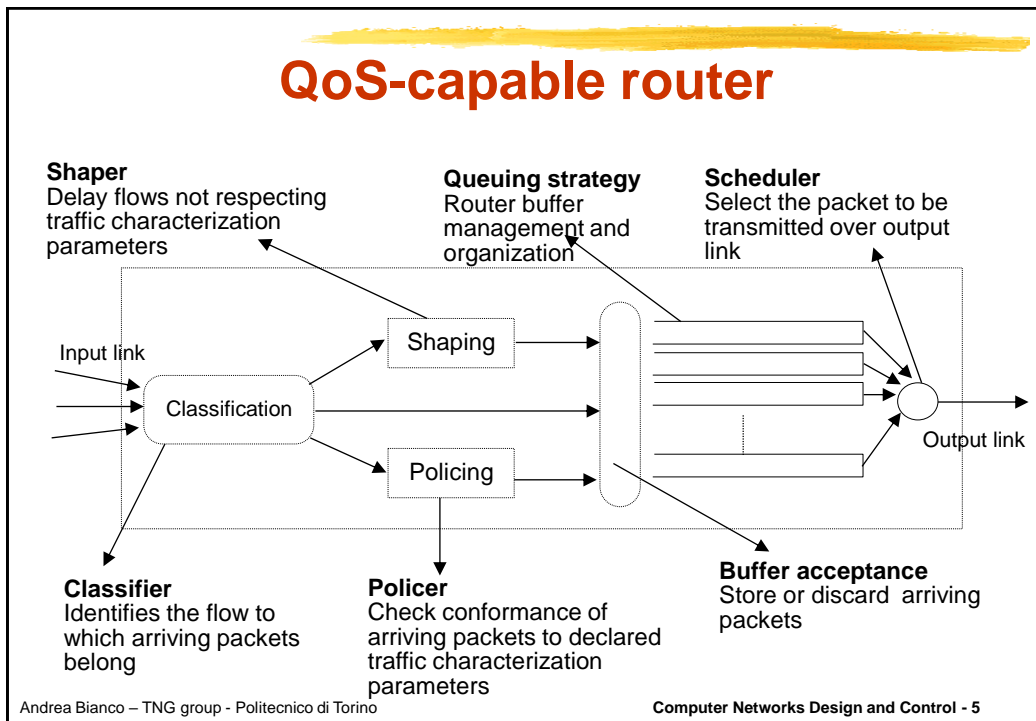 QoS-capable router
Shaper
Delay flows not respecting
traffic characterization
parameters
Queuing strategy
Router buffer
management and
organization
Scheduler
Select the packet to be
transmitted over output
link
Input link
Classification
Shaping
Policing
Output link
Classifier
Identifies the flow to
which arriving packets
belong
Policer
Check conformance of
arriving packets to declared
traffic characterization
parameters
Buffer acceptance
Store or discard arriving
packets
Andrea Bianco – TNG group - Politecnico di Torino
Computer Networks Design and Control - 5